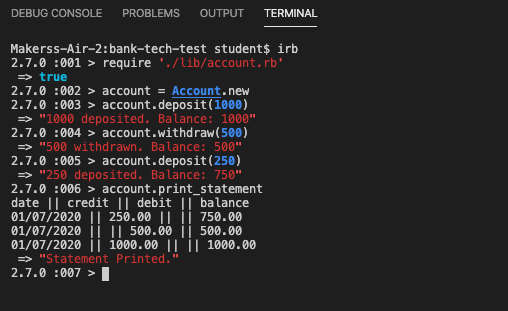 DEBUG CONSOLE PROBLEMS OUTPUT TERMINAL
Makerss-Air-2:bank-tech-test student$ irb
2.7.0 :001 > require './lib/account.rb'
=> true
2.7.0 :002 > account = Account.new
2.7.0 :003 > account.deposit(1000)
=> "1000 deposited. Balance: 1000"
2.7.0 :004 > account.withdraw(500)
=> "500 withdrawn. Balance: 500"
2.7.0 :005 > account.deposit(250)
=> "250 deposited. Balance: 750"
2.7.0 :006 > account.print_statement
date || credit || debit || balance
01/07/2020 || 250.00 || || 750.00
01/07/2020 || || 500.00 || 500.00
01/07/2020 || 1000.00 || || 1000.00
=> "Statement Printed."
2.7.0 :007 >